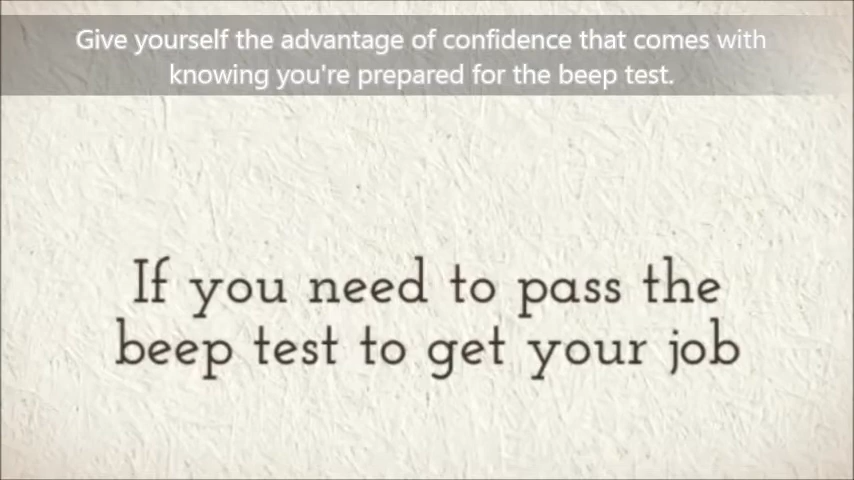 Give yourself the advantage of confidence that comes with
knowing you're prepared for the beep test.
If you need to pass the
beep test to get your job